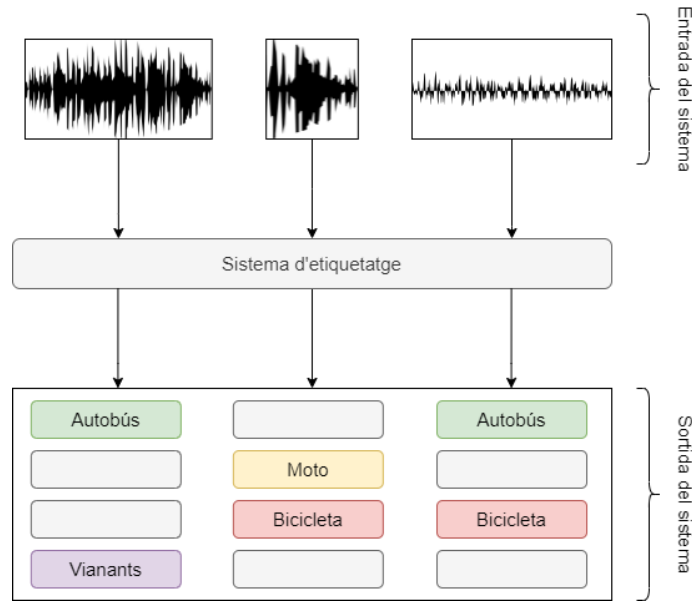 Entrada del sistema
Sistema d'etiquetatge
Autobús
Autobús
Moto
Bicicleta
Bicicleta
Vianants
Sortida del sistema